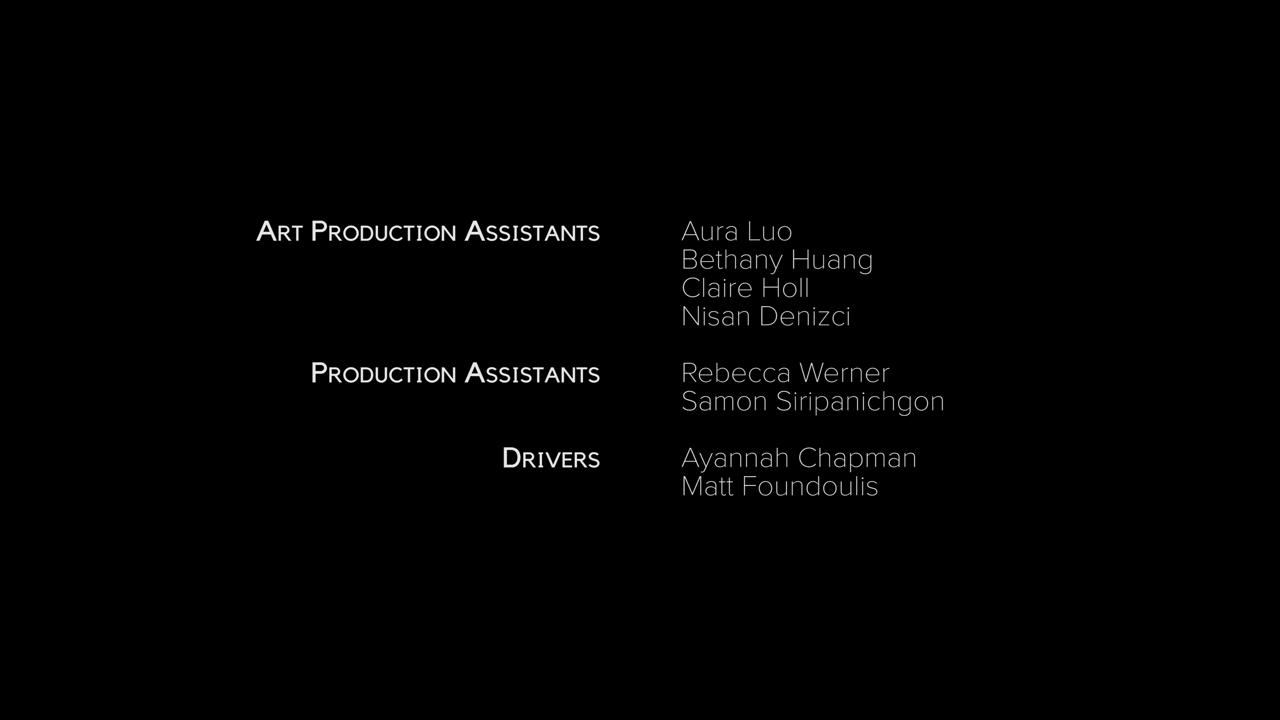 Art Production Assistants Aura Luo
Bethany Huang
Claire Holl
Nisan Denizci
Production Assistants Rebecca Werner
Samon Siripanichgon
Drivers Ayannah Chapman
Matt Foundoulis